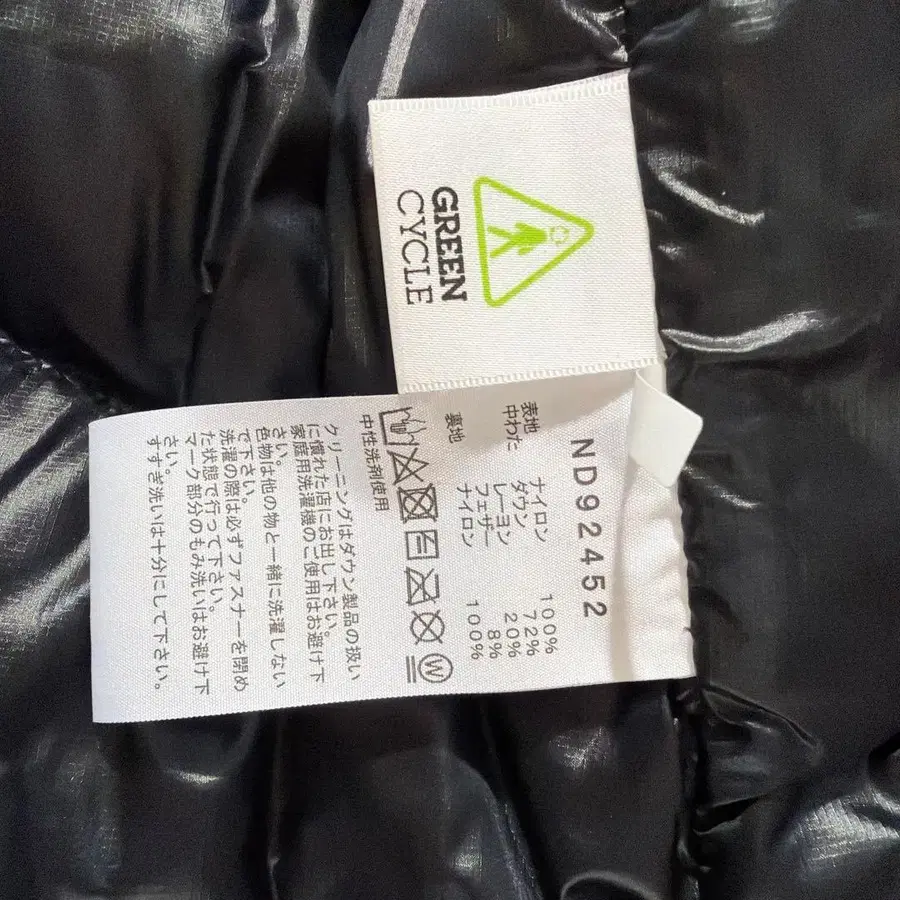 GREEN
CYCLE
ND92452
表地 ナイロン 100%
中わた ダウン 72%
レーヨン 20%
フェザー 8%
裏地 ナイロン 100%
W
中性洗剤使用
クリーニングはダウン製品の扱い
に慣れた店にお出し下さい。
家庭用洗濯機のご使用はお避け下
さい。
色物は他の物と一緒に洗濯しない
で下さい。
洗濯の際は必ずファスナーを閉め
た状態で行って下さい。
マーク部分のもみ洗いはお避け下
さい。
すすぎ洗いは十分にして下さい。